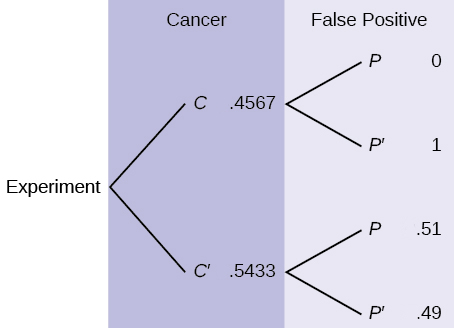 Cancer False Positive
P 0
C .4567
P′ 1
Experiment
P .51
C′ .5433
P′ .49